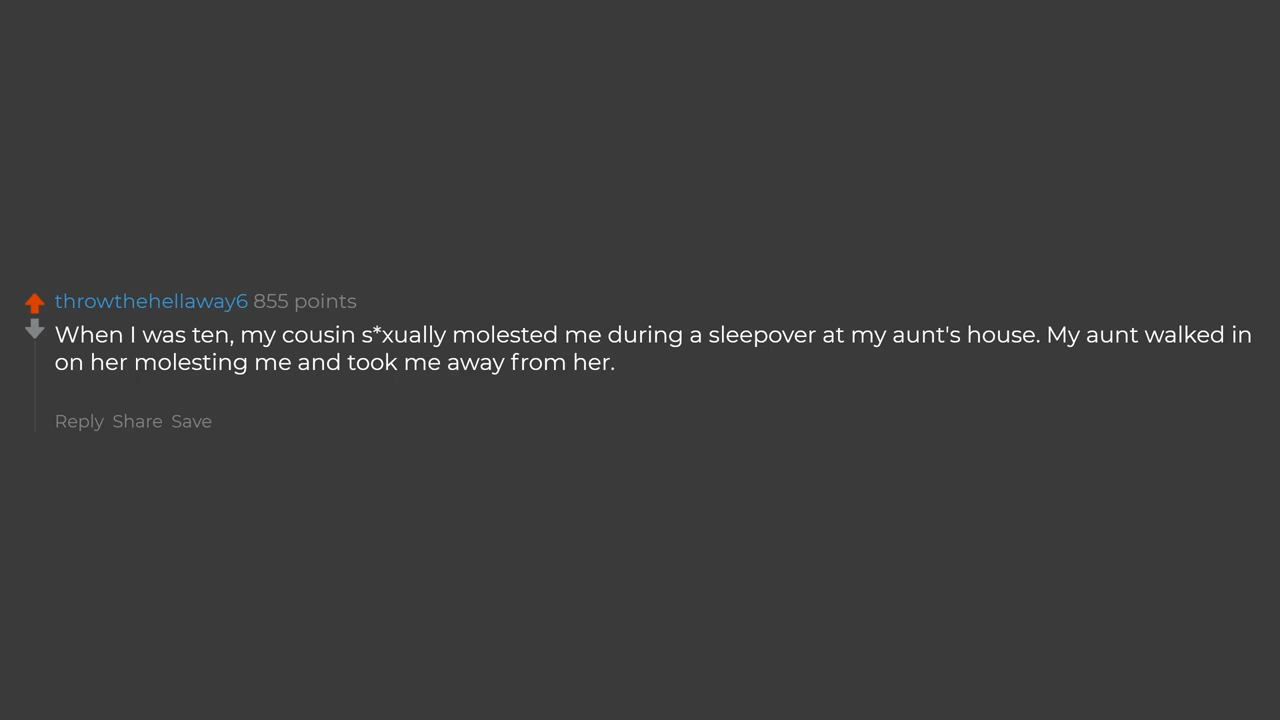 throwthehellaway6 855 points
When I was ten, my cousin s*xually molested me during a sleepover at my aunt's house. My aunt walked in
on her molesting me and took me away from her.
Reply Share Save